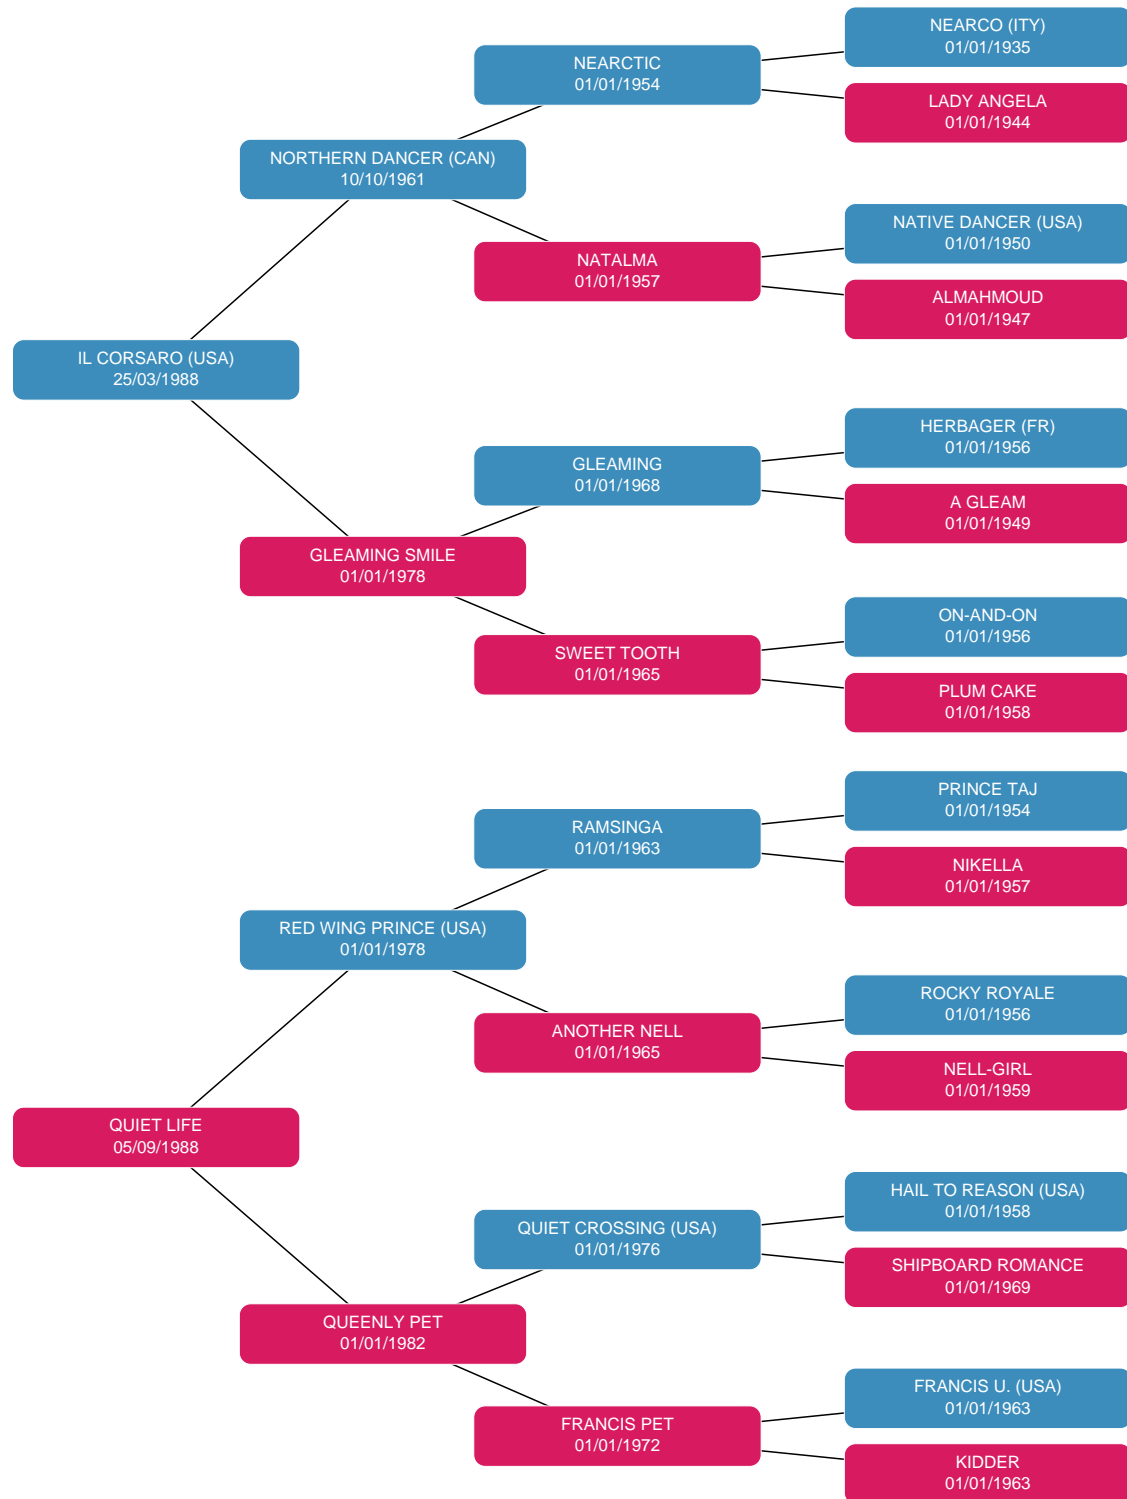 NEARCO (ITY)
01/01/1935
NEARCTIC
01/01/1954
LADY ANGELA
01/01/1944
NORTHERN DANCER (CAN)
10/10/1961
NATIVE DANCER (USA)
01/01/1950
NATALMA
01/01/1957
ALMAHMOUD
01/01/1947
IL CORSARO (USA)
25/03/1988
HERBAGER (FR)
01/01/1956
GLEAMING
01/01/1968
A GLEAM
01/01/1949
GLEAMING SMILE
01/01/1978
ON-AND-ON
01/01/1956
SWEET TOOTH
01/01/1965
PLUM CAKE
01/01/1958
PRINCE TAJ
01/01/1954
RAMSINGA
01/01/1963
NIKELLA
01/01/1957
RED WING PRINCE (USA)
01/01/1978
ROCKY ROYALE
01/01/1956
ANOTHER NELL
01/01/1965
NELL-GIRL
01/01/1959
QUIET LIFE
05/09/1988
HAIL TO REASON (USA)
01/01/1958
QUIET CROSSING (USA)
01/01/1976
SHIPBOARD ROMANCE
01/01/1969
QUEENLY PET
01/01/1982
FRANCIS U. (USA)
01/01/1963
FRANCIS PET
01/01/1972
KIDDER
01/01/1963